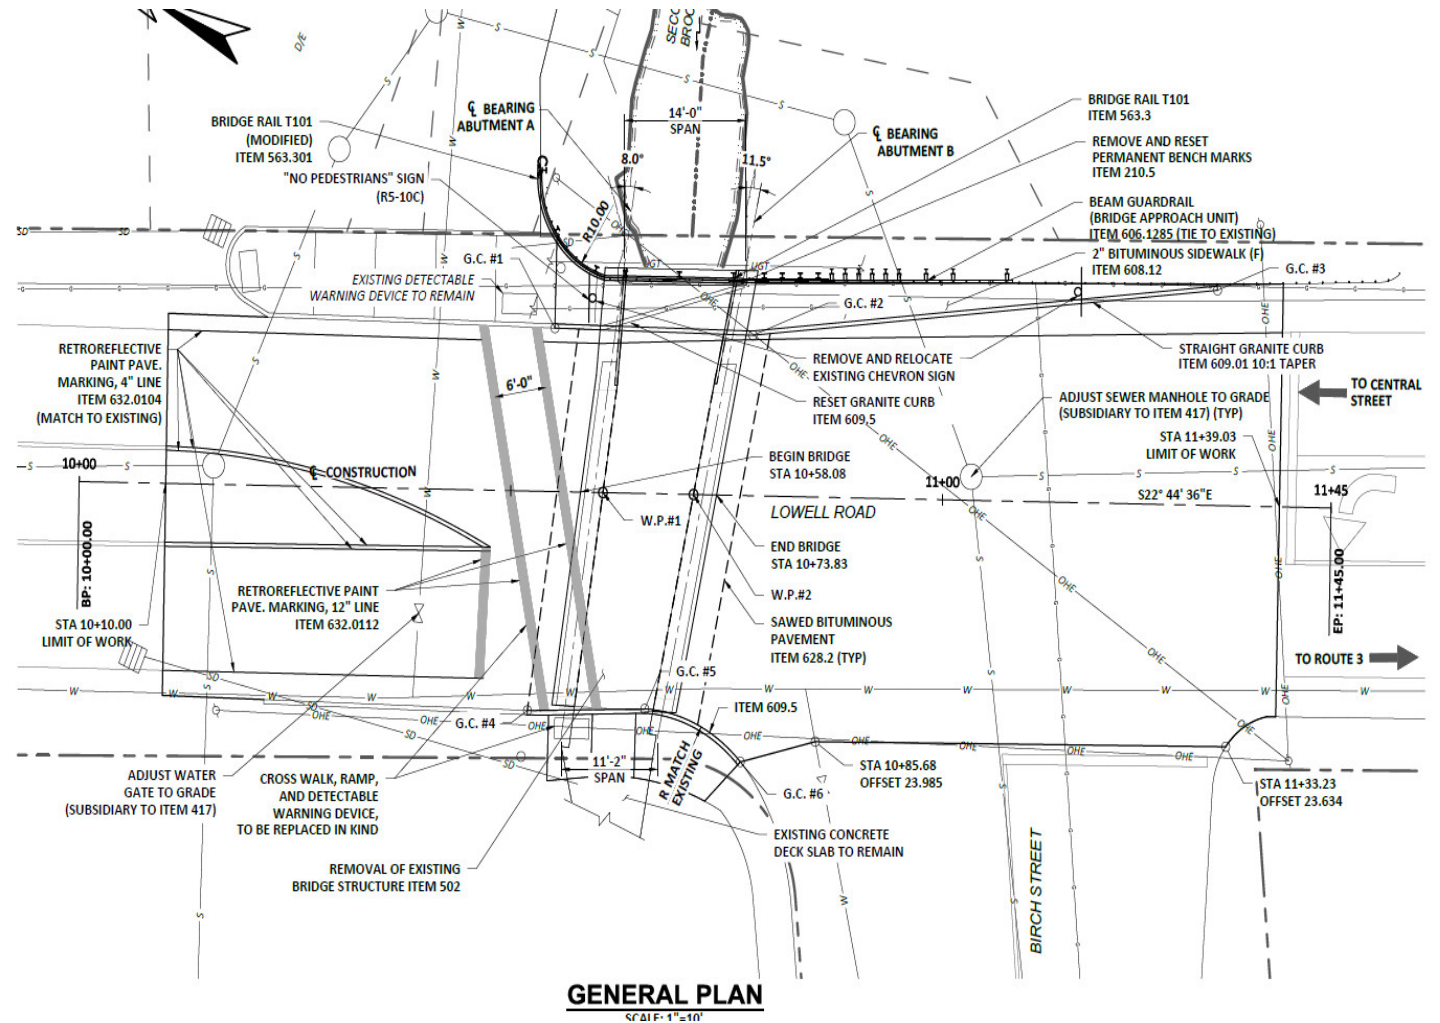 D/E
SECO
BROO
14'-0"
SPAN
℄ BEARING
ABUTMENT A
BRIDGE RAIL T101
(MODIFIED)
ITEM 563.301
"NO PEDESTRIANS" SIGN
(R5-10C)
8.0°
11.5°
℄ BEARING
ABUTMENT B
BRIDGE RAIL T101
ITEM 563.3
REMOVE AND RESET
PERMANENT BENCH MARKS
ITEM 210.5
BEAM GUARDRAIL
(BRIDGE APPROACH UNIT)
ITEM 606.1285 (TIE TO EXISTING)
2" BITUMINOUS SIDEWALK (F)
ITEM 608.12
R10.00
G.C. #1
G.C. #2
G.C. #3
EXISTING DETECTABLE
WARNING DEVICE TO REMAIN
RETROREFLECTIVE
PAINT PAVE.
MARKING, 4" LINE
ITEM 632.0104
(MATCH TO EXISTING)
6'-0"
REMOVE AND RELOCATE
EXISTING CHEVRON SIGN
RESET GRANITE CURB
ITEM 609,5
STRAIGHT GRANITE CURB
ITEM 609.01 10:1 TAPER
TO CENTRAL
STREET
ADJUST SEWER MANHOLE TO GRADE
(SUBSIDIARY TO ITEM 417) (TYP)
STA 11+39.03
LIMIT OF WORK
10+00
℄ CONSTRUCTION
BEGIN BRIDGE
STA 10+58.08
11+00
S22° 44' 36"E
11+45
W.P.#1
LOWELL ROAD
BP: 10+00.00
END BRIDGE
STA 10+73.83
W.P.#2
EP: 11+45.00
RETROREFLECTIVE PAINT
PAVE. MARKING, 12" LINE
ITEM 632.0112
STA 10+10.00
LIMIT OF WORK
SAWED BITUMINOUS
PAVEMENT
ITEM 628.2 (TYP)
TO ROUTE 3
G.C. #5
ITEM 609.5
G.C. #4
11'-2"
SPAN
R MATCH
EXISTING
STA 10+85.68
OFFSET 23.985
G.C. #6
STA 11+33.23
OFFSET 23.634
ADJUST WATER
GATE TO GRADE
(SUBSIDIARY TO ITEM 417)
CROSS WALK, RAMP,
AND DETECTABLE
WARNING DEVICE,
TO BE REPLACED IN KIND
EXISTING CONCRETE
DECK SLAB TO REMAIN
REMOVAL OF EXISTING
BRIDGE STRUCTURE ITEM 502
BIRCH STREET
GENERAL PLAN
SCALE: 1"=10'